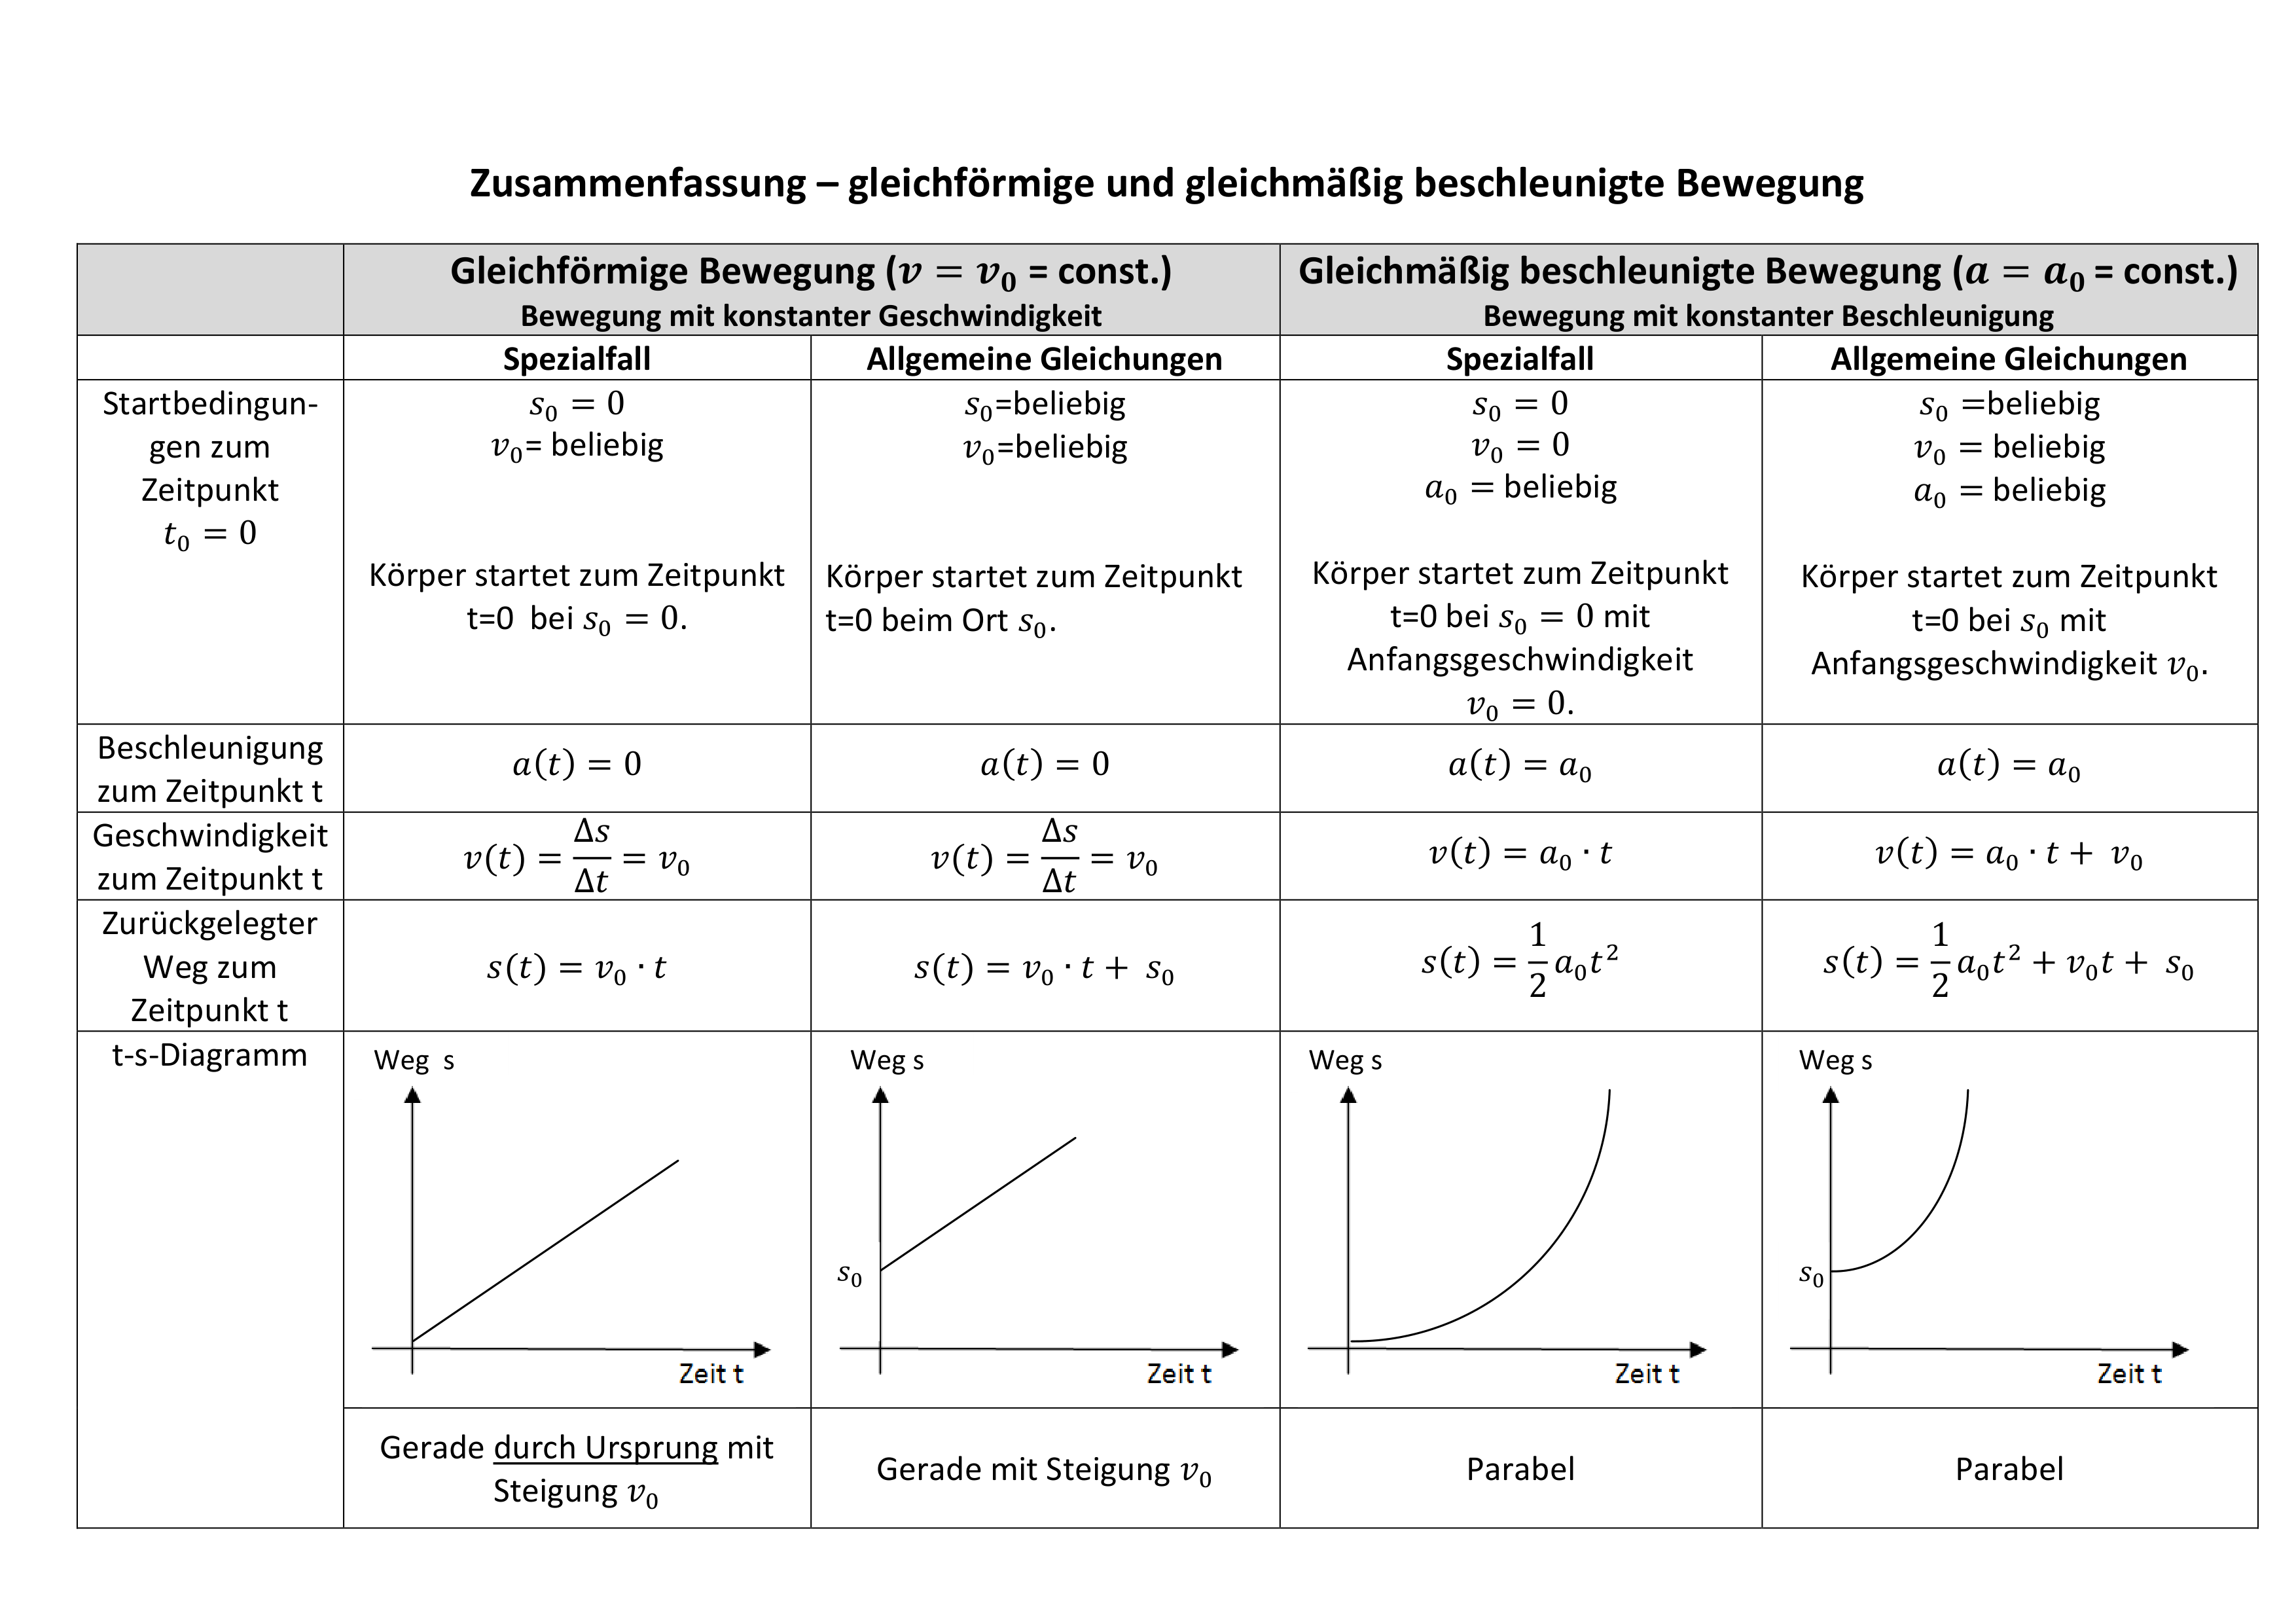 Zusammenfassung – gleichförmige und gleichmäßig beschleunigte Bewegung
Gleichförmige Bewegung (v = v₀ = const.)
Bewegung mit konstanter Geschwindigkeit
Gleichmäßig beschleunigte Bewegung (a = a₀ = const.)
Bewegung mit konstanter Beschleunigung
Spezialfall
Allgemeine Gleichungen
Spezialfall
Allgemeine Gleichungen
Startbedingun-
gen zum
Zeitpunkt
t₀ = 0
s₀ = 0
v₀= beliebig
Körper startet zum Zeitpunkt
t=0 bei s₀ = 0.
s₀=beliebig
v₀=beliebig
Körper startet zum Zeitpunkt
t=0 beim Ort s₀.
s₀ = 0
v₀ = 0
a₀ = beliebig
Körper startet zum Zeitpunkt
t=0 bei s₀ = 0 mit
Anfangsgeschwindigkeit
v₀ = 0.
s₀ =beliebig
v₀ = beliebig
a₀ = beliebig
Körper startet zum Zeitpunkt
t=0 bei s₀ mit
Anfangsgeschwindigkeit v₀.
Beschleunigung
zum Zeitpunkt t
a(t) = 0
a(t) = 0
a(t) = a₀
a(t) = a₀
Geschwindigkeit
zum Zeitpunkt t
v(t) = Δs/Δt = v₀
v(t) = Δs/Δt = v₀
v(t) = a₀ · t
v(t) = a₀ · t + v₀
Zurückgelegter
Weg zum
Zeitpunkt t
s(t) = v₀ · t
s(t) = v₀ · t + s₀
s(t) = 1/2 a₀t²
s(t) = 1/2 a₀t² + v₀t + s₀
t-s-Diagramm
Weg s
Zeit t
Weg s
s₀
Zeit t
Weg s
Zeit t
Weg s
s₀
Zeit t
Gerade durch Ursprung mit
Steigung v₀
Gerade mit Steigung v₀
Parabel
Parabel